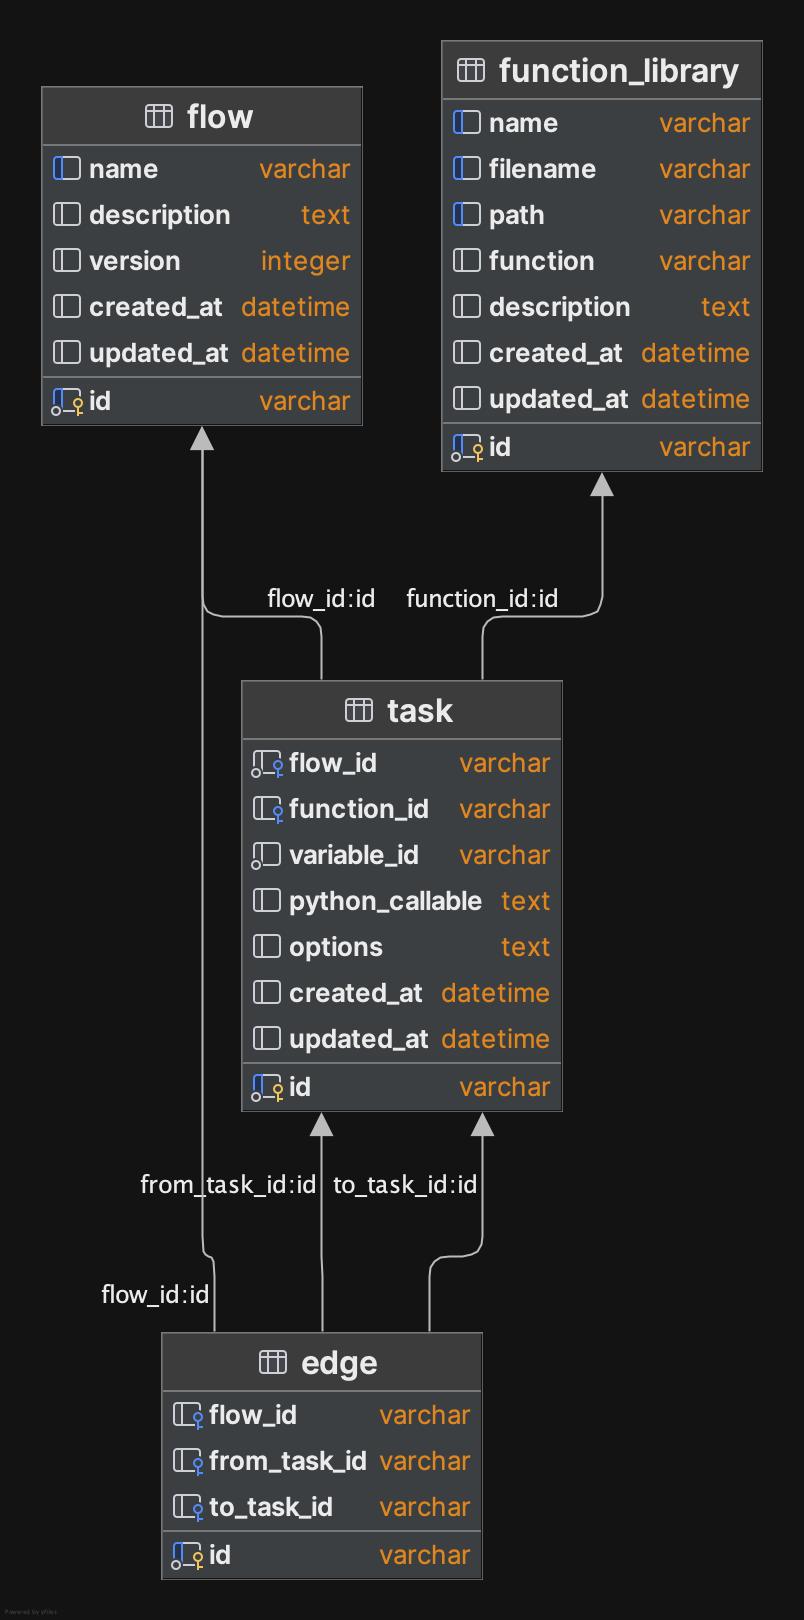 flow
name varchar
description text
version integer
created_at datetime
updated_at datetime
id varchar
function_library
name varchar
filename varchar
path varchar
function varchar
description text
created_at datetime
updated_at datetime
id varchar
flow_id:id
function_id:id
task
flow_id varchar
function_id varchar
variable_id varchar
python_callable text
options text
created_at datetime
updated_at datetime
id varchar
from_task_id:id
to_task_id:id
flow_id:id
edge
flow_id varchar
from_task_id varchar
to_task_id varchar
id varchar
Powered by yFiles